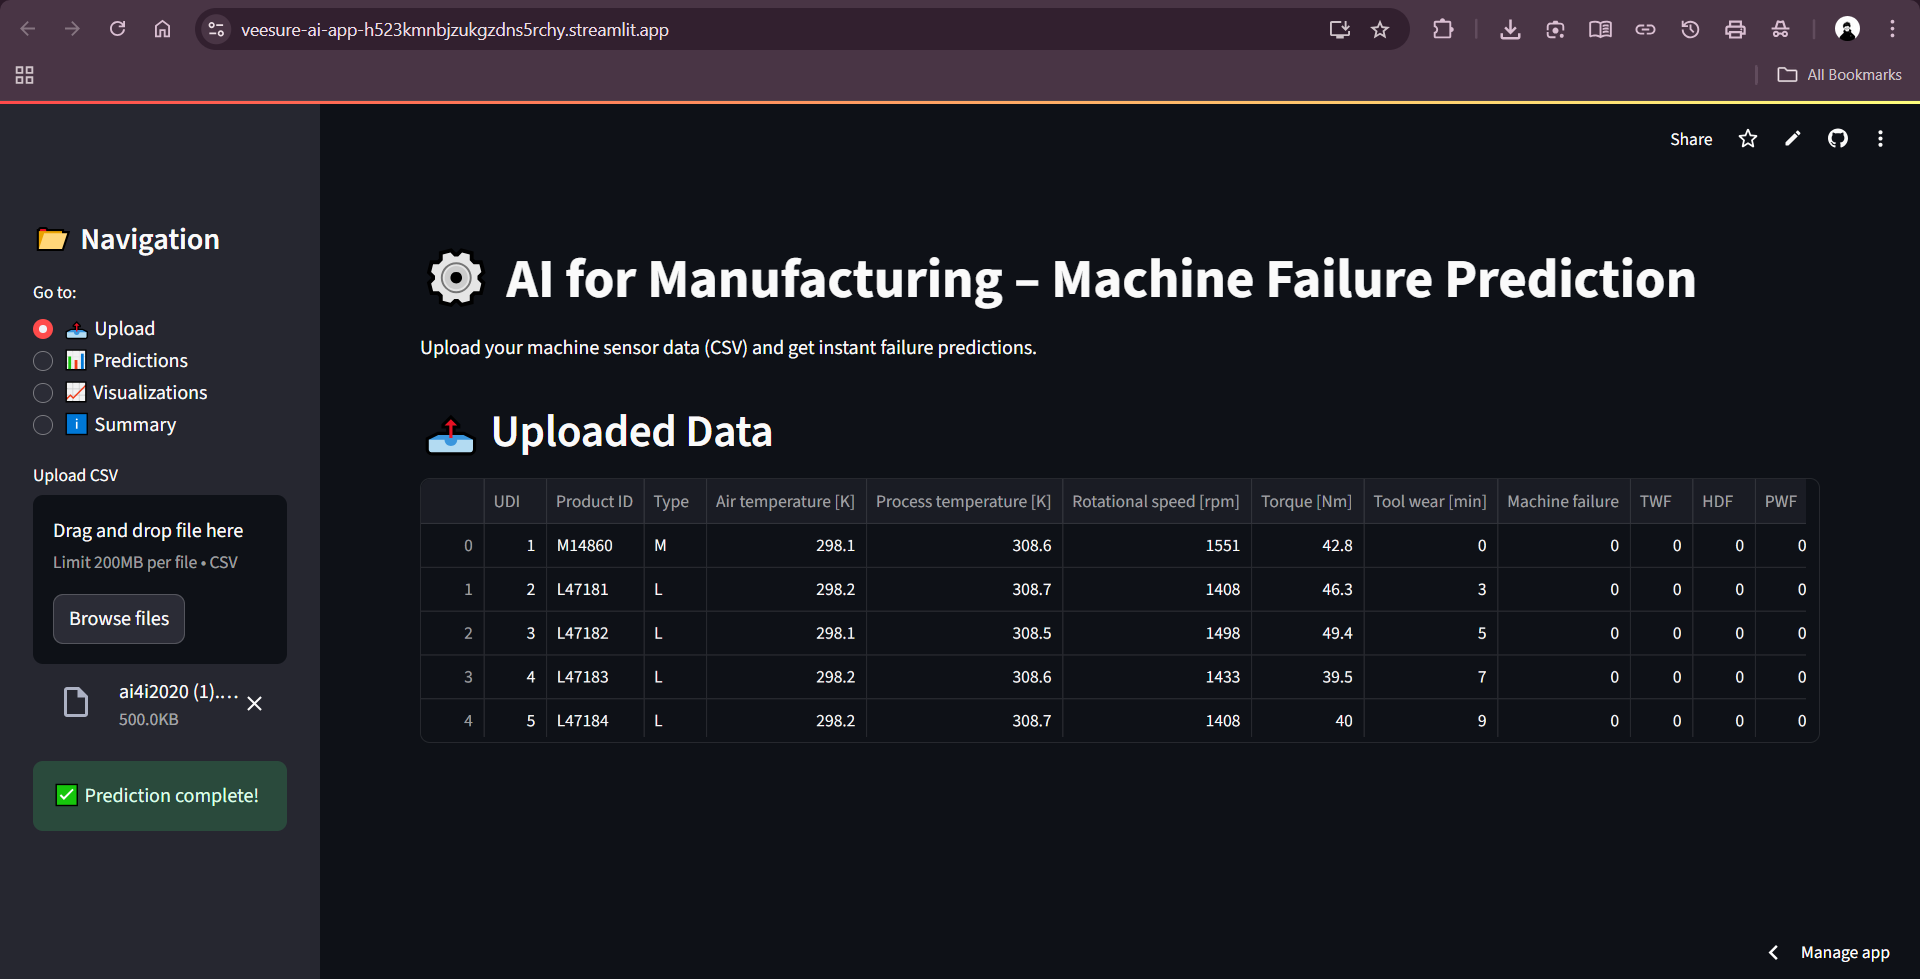 veesure-ai-app-h523kmnbjzukgzdns5rchy.streamlit.app
All Bookmarks
Share
Navigation
Go to:
Upload
Predictions
Visualizations
Summary
Upload CSV
Drag and drop file here
Limit 200MB per file • CSV
Browse files
ai4i2020 (1)....
500.0KB
Prediction complete!
AI for Manufacturing – Machine Failure Prediction
Upload your machine sensor data (CSV) and get instant failure predictions.
Uploaded Data
UDI Product ID Type Air temperature [K] Process temperature [K] Rotational speed [rpm] Torque [Nm] Tool wear [min] Machine failure TWF HDF PWF
0 1 M14860 M 298.1 308.6 1551 42.8 0 0 0 0 0
1 2 L47181 L 298.2 308.7 1408 46.3 3 0 0 0 0
2 3 L47182 L 298.1 308.5 1498 49.4 5 0 0 0 0
3 4 L47183 L 298.2 308.6 1433 39.5 7 0 0 0 0
4 5 L47184 L 298.2 308.7 1408 40 9 0 0 0 0
Manage app